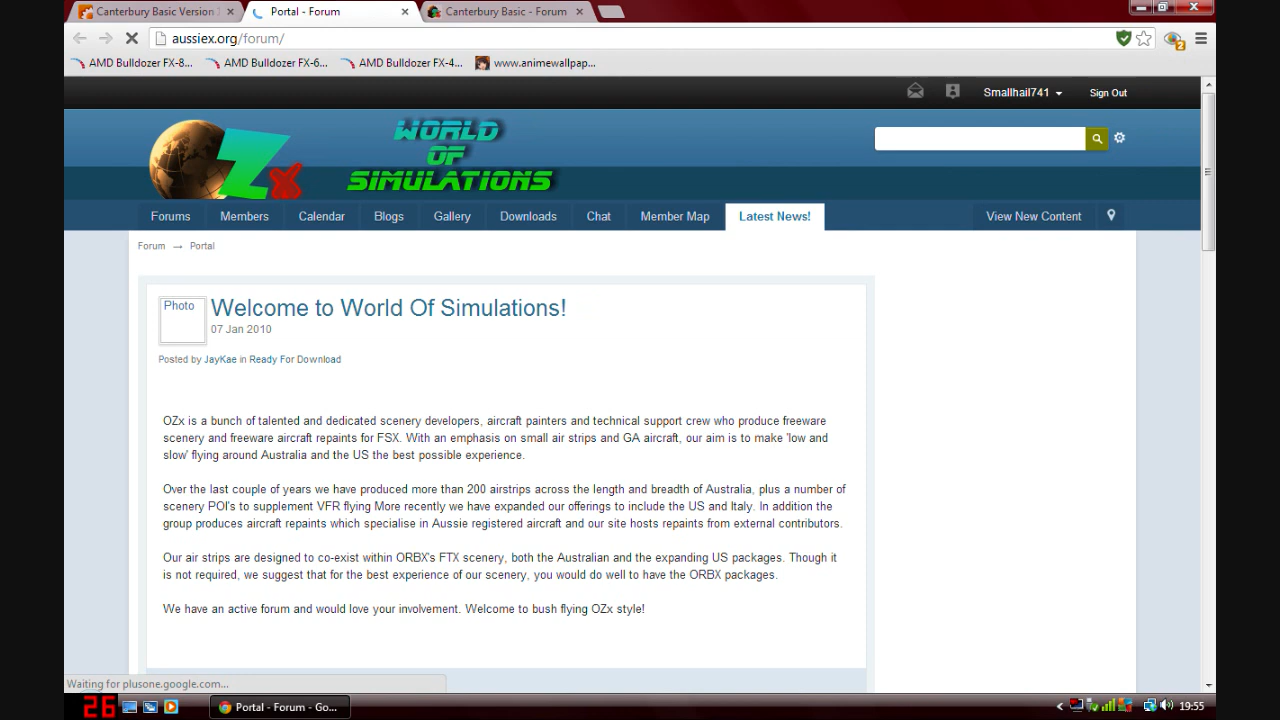 Canterbury Basic Version
Portal - Forum
Canterbury Basic - Forum
aussiex.org/forum/
2
AMD Bulldozer FX-8...
AMD Bulldozer FX-6...
AMD Bulldozer FX-4...
www.animewallpap...
Smallhail741
Sign Out
OZx
WORLD
OF
SIMULATIONS
Forums
Members
Calendar
Blogs
Gallery
Downloads
Chat
Member Map
Latest News!
View New Content
Forum → Portal
Photo
Welcome to World Of Simulations!
07 Jan 2010
Posted by JayKae in Ready For Download
OZx is a bunch of talented and dedicated scenery developers, aircraft painters and technical support crew who produce freeware
scenery and freeware aircraft repaints for FSX. With an emphasis on small air strips and GA aircraft, our aim is to make 'low and
slow' flying around Australia and the US the best possible experience.
Over the last couple of years we have produced more than 200 airstrips across the length and breadth of Australia, plus a number of
scenery POI's to supplement VFR flying More recently we have expanded our offerings to include the US and Italy. In addition the
group produces aircraft repaints which specialise in Aussie registered aircraft and our site hosts repaints from external contributors.
Our air strips are designed to co-exist within ORBX's FTX scenery, both the Australian and the expanding US packages. Though it
is not required, we suggest that for the best experience of our scenery, you would do well to have the ORBX packages.
We have an active forum and would love your involvement. Welcome to bush flying OZx style!
Waiting for plusone.google.com...
26
Portal - Forum - Go...
19:55